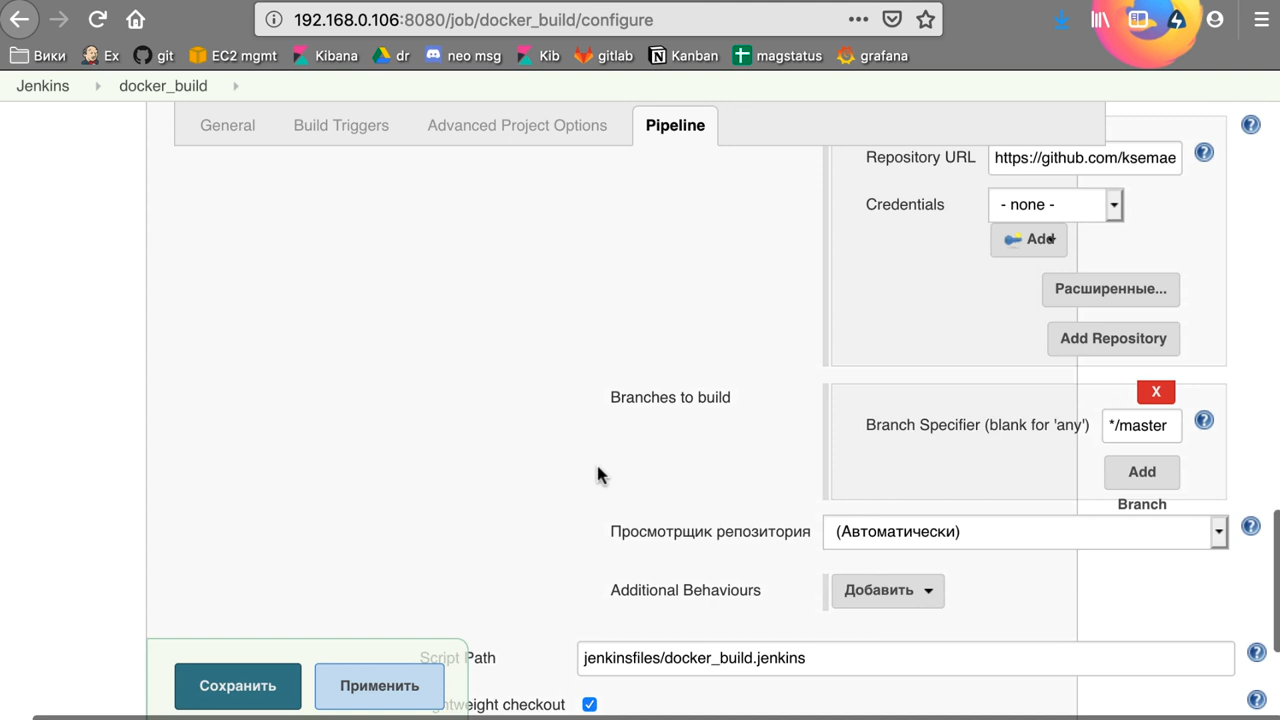 192.168.0.106:8080/job/docker_build/configure
Вики Ex git EC2 mgmt Kibana dr neo msg Kib gitlab Kanban magstatus grafana
Jenkins docker_build
General Build Triggers Advanced Project Options Pipeline
Repository URL https://github.com/ksemae
Credentials - none -
Add
Расширенные...
Add Repository
Branches to build
X
Branch Specifier (blank for 'any') */master
Add
Branch
Просмотрщик репозитория (Автоматически)
Additional Behaviours Добавить
Script Path jenkinsfiles/docker_build.jenkins
Сохранить Применить
ightweight checkout